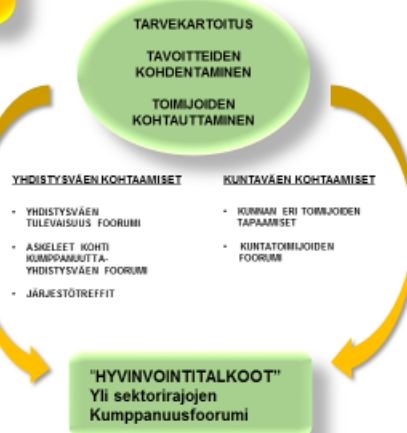 TARVEKARTOITUS
TAVOITTEIDEN
KOHDENTAMINEN
TOIMIJOIDEN
KOHTAUTTAMINEN
YHDISTYSVÄEN KOHTAAMISET
• YHDISTYSVÄEN
TULEVAISUUS FOORUMI
• ASKELEET KOHTI
KUMPPANUUTTA-
YHDISTYSVÄEN FOORUMI
• JÄRJESTÖTREFFIT
KUNTAVÄEN KOHTAAMISET
• KUNNAN ERI TOIMIJOIDEN
TAPAAMISET
• KUNTATOIMIJOIDEN
FOORUMI
"HYVINVOINTITALKOOT"
Yli sektorirajojen
Kumppanuusfoorumi